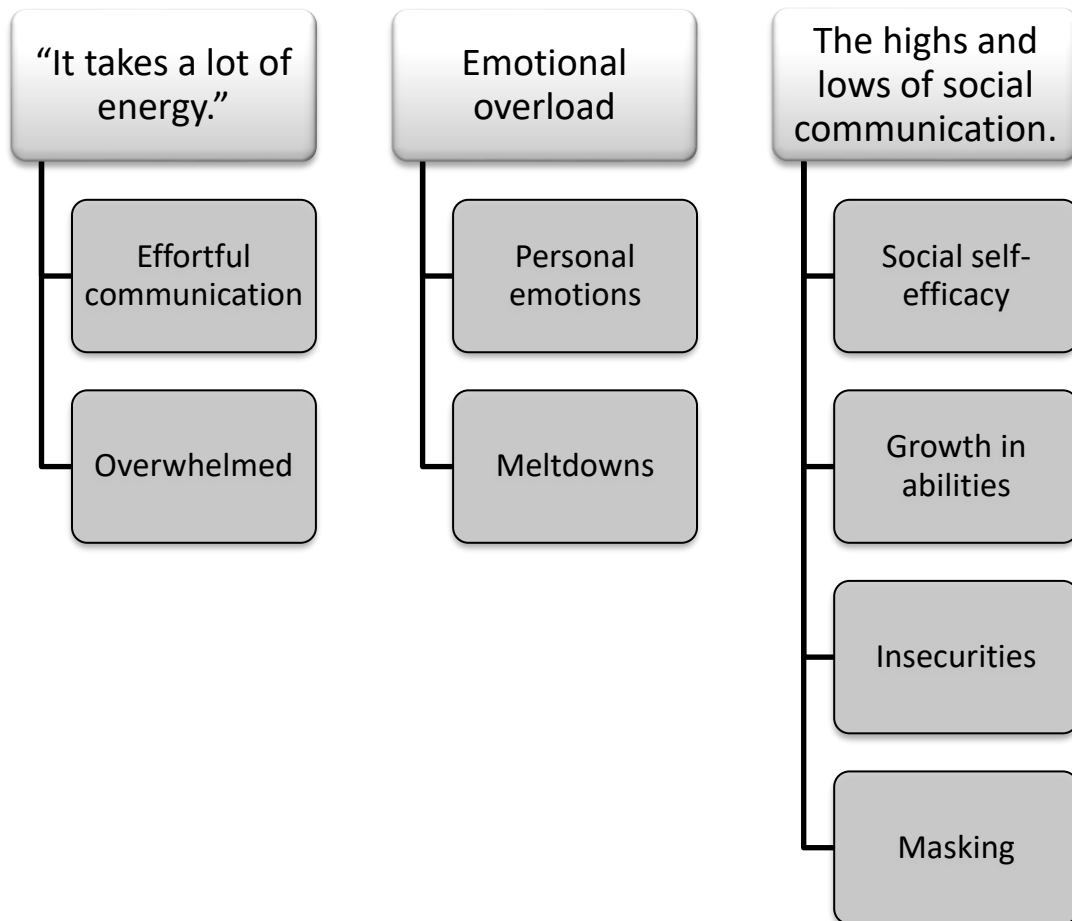 “It takes a lot of
energy.”
Effortful
communication
Overwhelmed
Emotional
overload
Personal
emotions
Meltdowns
The highs and
lows of social
communication.
Social self-
efficacy
Growth in
abilities
Insecurities
Masking